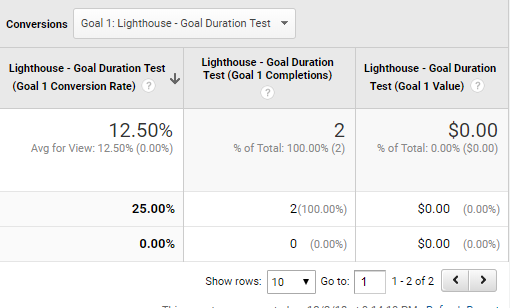 Conversions Goal 1: Lighthouse - Goal Duration Test
Lighthouse - Goal Duration Test (Goal 1 Conversion Rate) ?
Lighthouse - Goal Duration Test (Goal 1 Completions) ?
Lighthouse - Goal Duration Test (Goal 1 Value) ?
12.50% 2 $0.00
Avg for View: 12.50% (0.00%) % of Total: 100.00% (2) % of Total: 0.00% ($0.00)
25.00% 2(100.00%) $0.00 (0.00%)
0.00% 0 (0.00%) $0.00 (0.00%)
Show rows: 10 Go to: 1 1 - 2 of 2